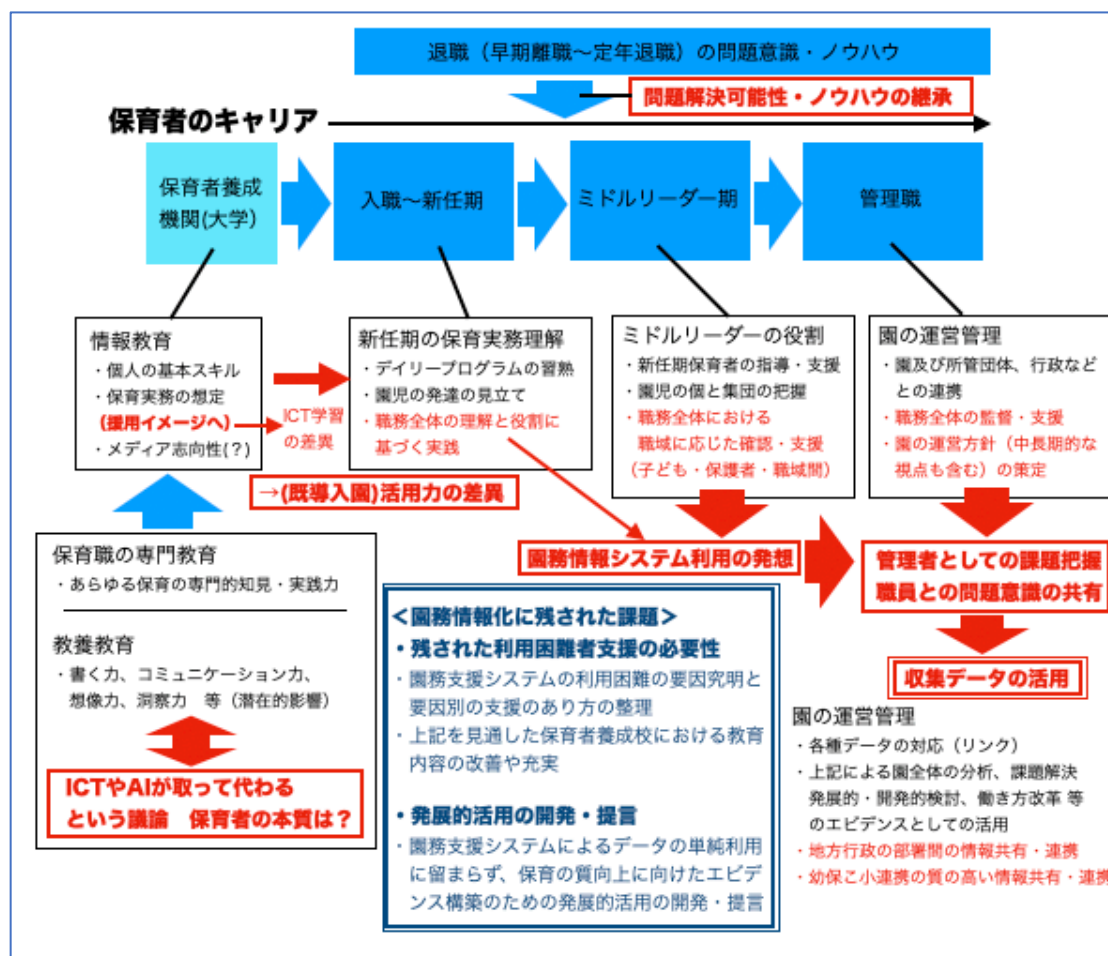 退職（早期離職〜定年退職）の問題意識・ノウハウ
問題解決可能性・ノウハウの継承
保育者のキャリア
保育者養成
機関(大学)
入職〜新任期
ミドルリーダー期
管理職
情報教育
・個人の基本スキル
・保育実務の想定
(援用イメージへ)
・メディア志向性(？)
ICT学習
の差異
新任期の保育実務理解
・デイリープログラムの習熟
・園児の発達の見立て
・職務全体の理解と役割に
基づく実践
ミドルリーダーの役割
・新任期保育者の指導・支援
・園児の個と集団の把握
・職務全体における
職域に応じた確認・支援
（子ども・保護者・職域間）
園の運営管理
・園及び所管団体、行政など
との連携
・職務全体の監督・支援
・園の運営方針（中長期的な
視点も含む）の策定
→(既導入園)活用力の差異
保育職の専門教育
・あらゆる保育の専門的知見・実践力
教養教育
・書く力、コミュニケーション力、
想像力、洞察力　等（潜在的影響）
ICTやAIが取って代わる
という議論　保育者の本質は？
園務情報システム利用の発想
管理者としての課題把握
職員との問題意識の共有
収集データの活用
＜園務情報化に残された課題＞
・残された利用困難者支援の必要性
・園務支援システムの利用困難の要因究明と
要因別の支援のあり方の整理
・上記を見通した保育者養成校における教育
内容の改善や充実
・発展的活用の開発・提言
・園務支援システムによるデータの単純利用
に留まらず、保育の質向上に向けたエビデ
ンス構築のための発展的活用の開発・提言
園の運営管理
・各種データの対応（リンク）
・上記による園全体の分析、課題解決
発展的・開発的検討、働き方改革 等
のエビデンスとしての活用
・地方行政の部署間の情報共有・連携
・幼保こ小連携の質の高い情報共有・連携